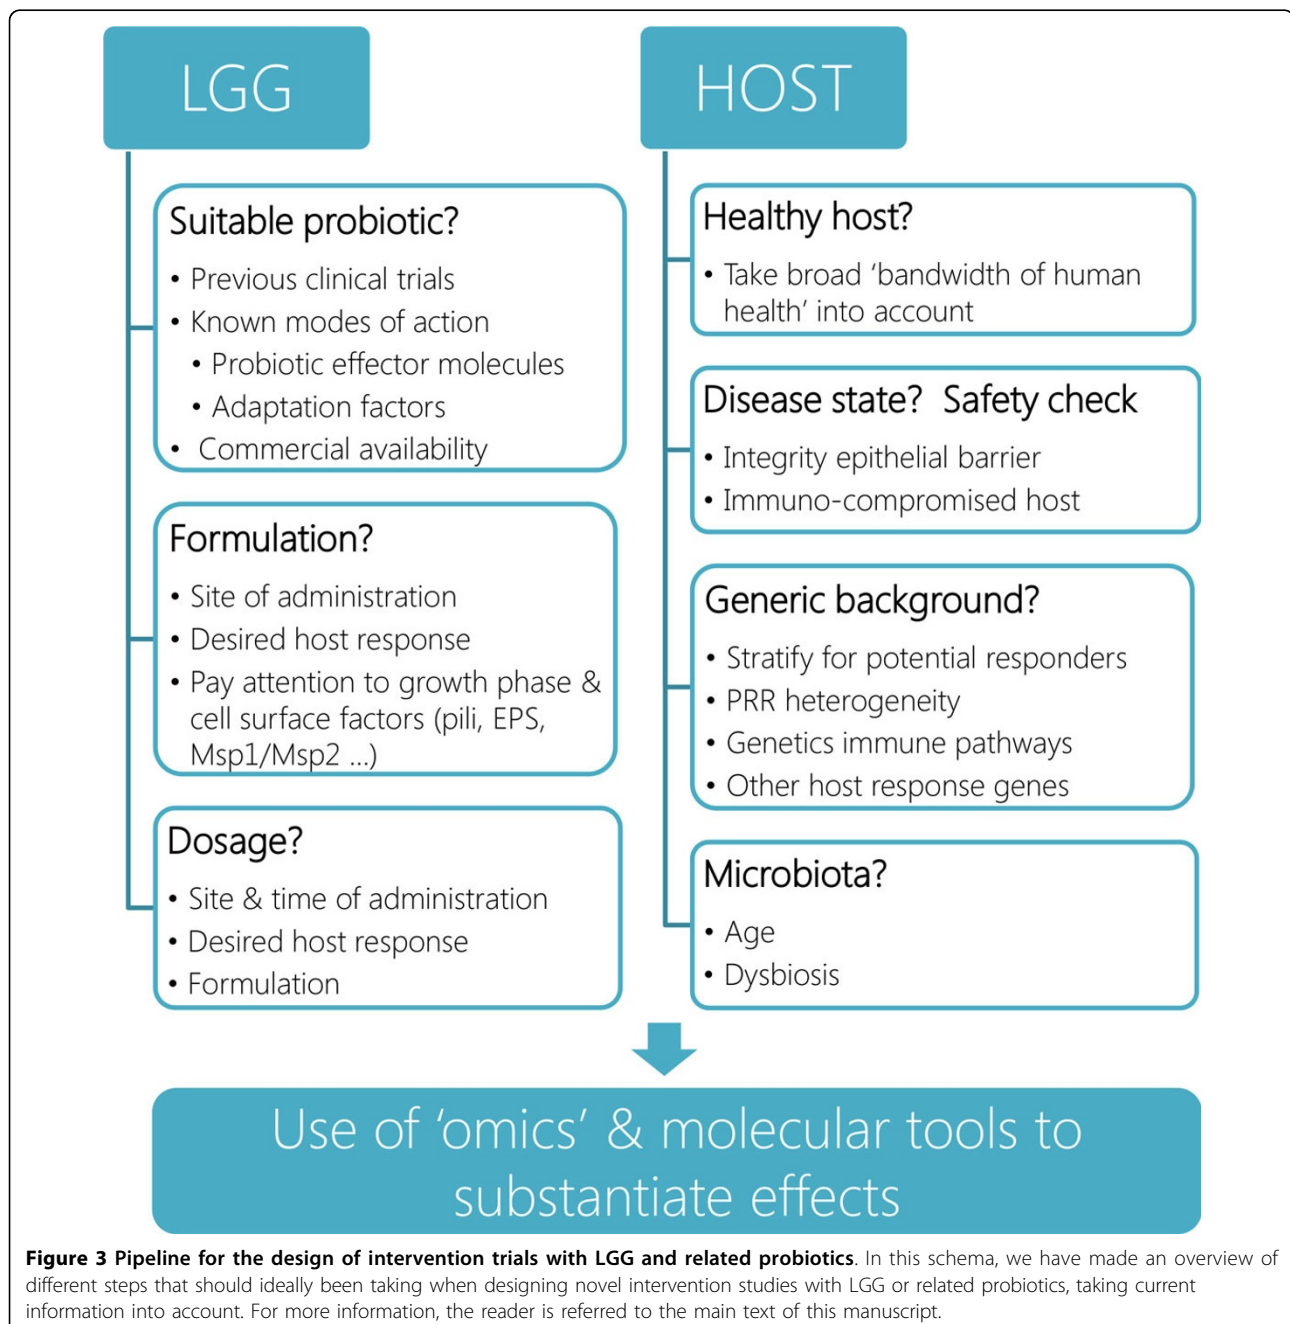 LGG
Suitable probiotic?
• Previous clinical trials
• Known modes of action
• Probiotic effector molecules
• Adaptation factors
• Commercial availability
Formulation?
• Site of administration
• Desired host response
• Pay attention to growth phase &
cell surface factors (pili, EPS,
Msp1/Msp2 ...)
Dosage?
• Site & time of administration
• Desired host response
• Formulation
HOST
Healthy host?
• Take broad ‘bandwidth of human
health’ into account
Disease state? Safety check
• Integrity epithelial barrier
• Immuno-compromised host
Generic background?
• Stratify for potential responders
• PRR heterogeneity
• Genetics immune pathways
• Other host response genes
Microbiota?
• Age
• Dysbiosis
Use of ‘omics’ & molecular tools to
substantiate effects
Figure 3 Pipeline for the design of intervention trials with LGG and related probiotics. In this schema, we have made an overview of
different steps that should ideally been taking when designing novel intervention studies with LGG or related probiotics, taking current
information into account. For more information, the reader is referred to the main text of this manuscript.